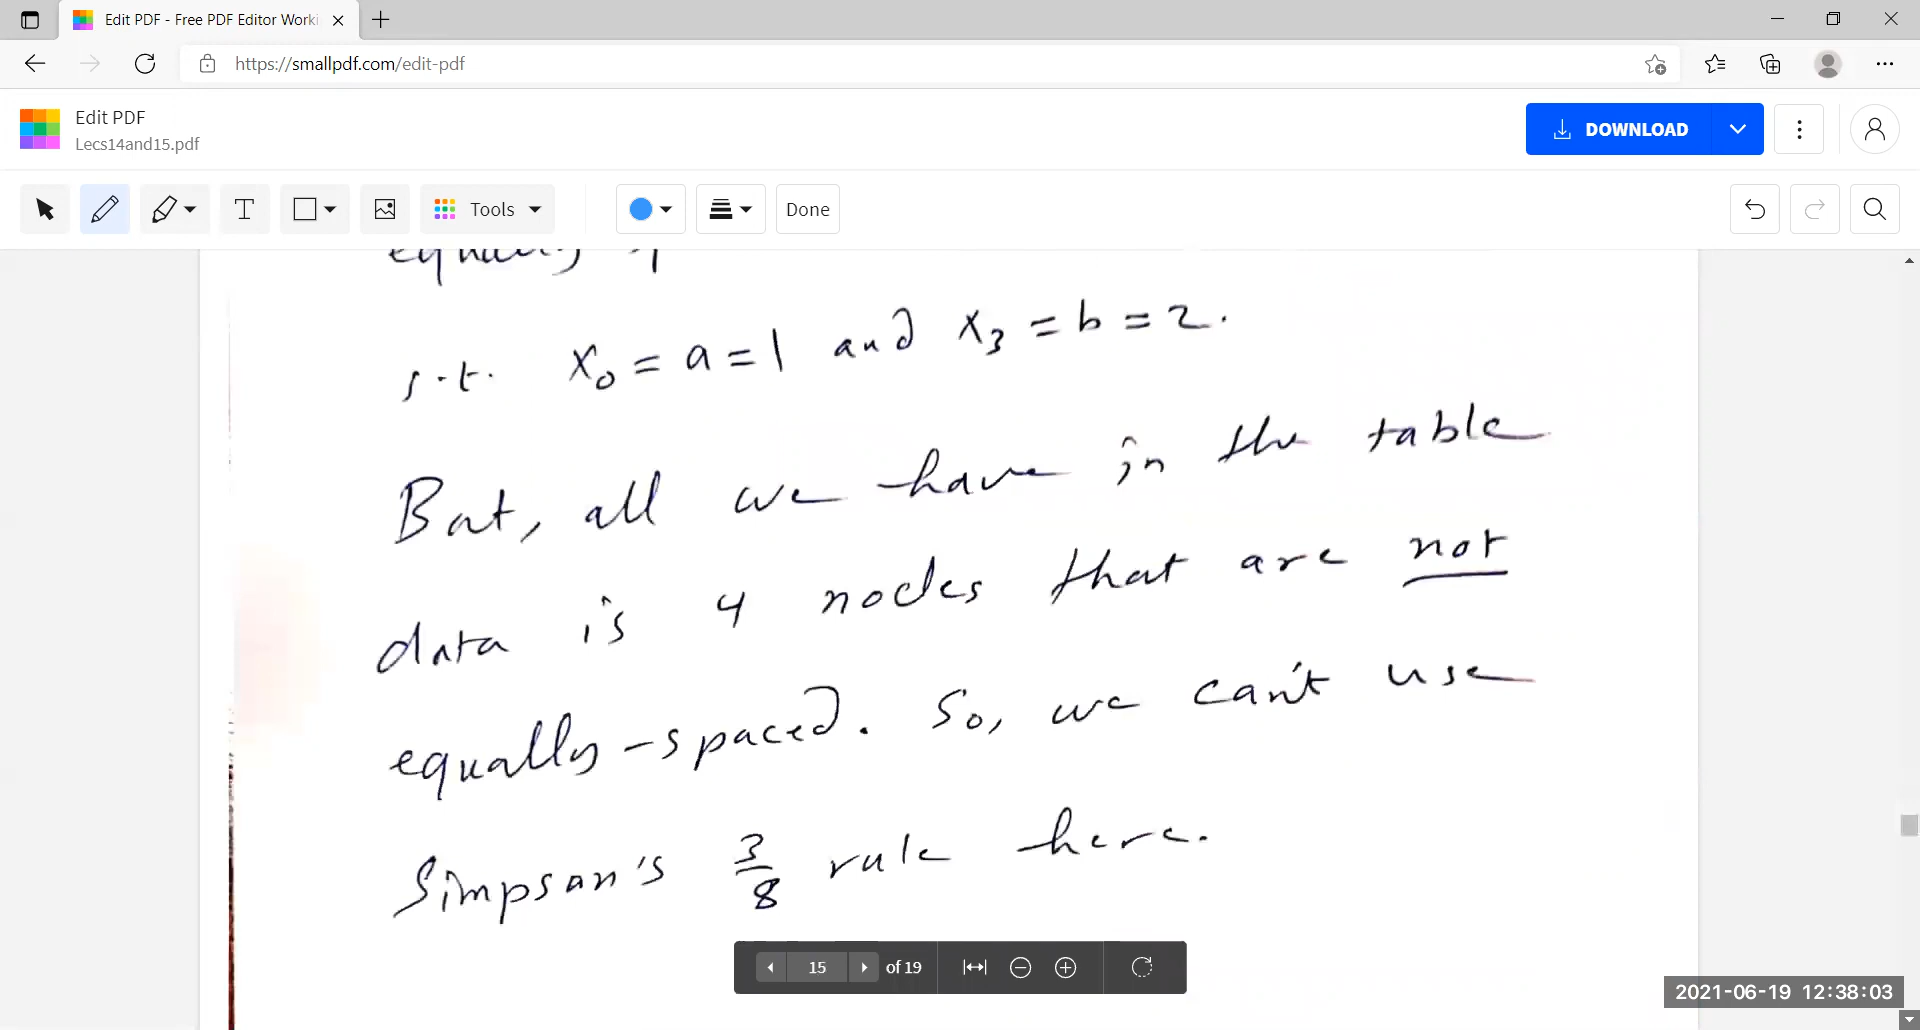 Edit PDF - Free PDF Editor Worki
https://smallpdf.com/edit-pdf
Edit PDF
Lecs14and15.pdf
DOWNLOAD
T
Tools
Done
equally-sp
s.t. x₀ = a = 1 and x₃ = b = 2.
But, all we have in the table
data is 4 nodes that are not
equally-spaced. So, we can't use
Simpson's 3/8 rule here.
15 of 19
2021-06-19 12:38:03